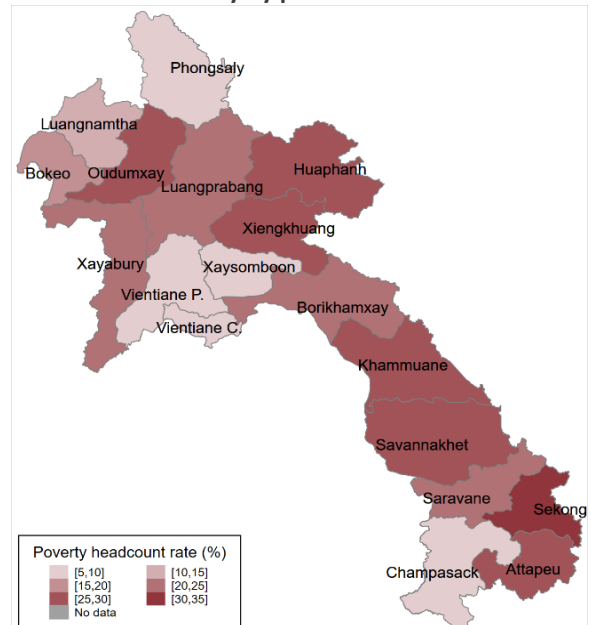 Phongsaly
Luangnamtha
Bokeo
Oudumxay
Luangprabang
Huaphanh
Xiengkhuang
Xayabury
Xaysomboon
Vientiane P.
Borikhamxay
Vientiane C.
Khammuane
Savannakhet
Saravane
Sekong
Champasack
Attapeu
Poverty headcount rate (%)
[5,10] [10,15]
[15,20] [20,25]
[25,30] [30,35]
No data